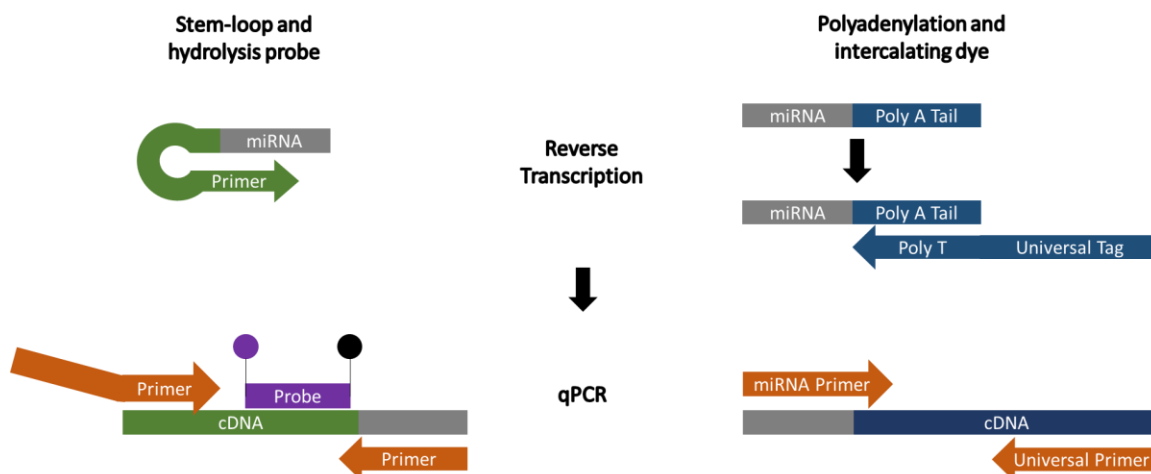 Stem-loop and
hydrolysis probe
Polyadenylation and
intercalating dye
miRNA
Primer
Reverse
Transcription
miRNA Poly A Tail
miRNA Poly A Tail
Poly T Universal Tag
Primer
Probe
cDNA
Primer
qPCR
miRNA Primer
cDNA
Universal Primer